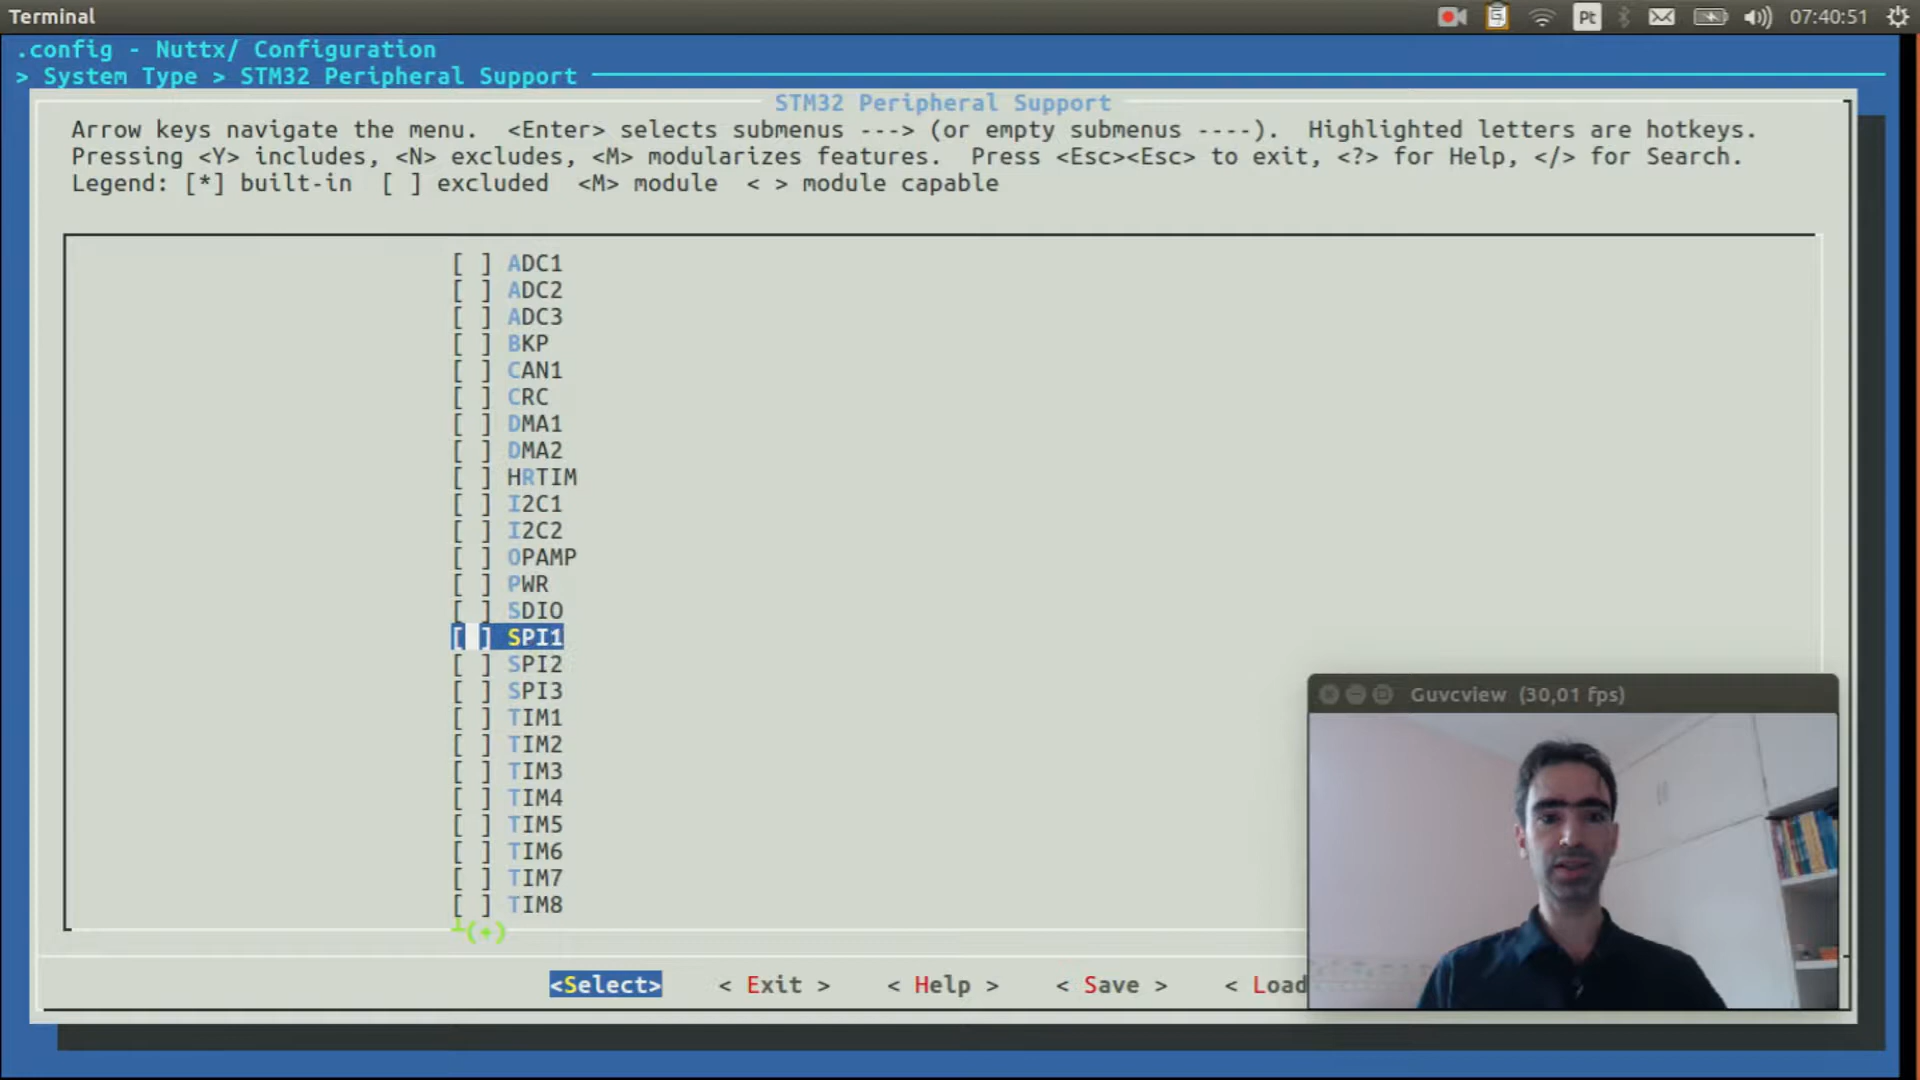 Terminal
Pt
07:40:51
.config - Nuttx/ Configuration
> System Type > STM32 Peripheral Support
STM32 Peripheral Support
Arrow keys navigate the menu.  <Enter> selects submenus ---> (or empty submenus ----).  Highlighted letters are hotkeys.
Pressing <Y> includes, <N> excludes, <M> modularizes features.  Press <Esc><Esc> to exit, <?> for Help, </> for Search.
Legend: [*] built-in  [ ] excluded  <M> module  < > module capable
[ ] ADC1
[ ] ADC2
[ ] ADC3
[ ] BKP
[ ] CAN1
[ ] CRC
[ ] DMA1
[ ] DMA2
[ ] HRTIM
[ ] I2C1
[ ] I2C2
[ ] OPAMP
[ ] PWR
[ ] SDIO
[ ] SPI1
[ ] SPI2
[ ] SPI3
[ ] TIM1
[ ] TIM2
[ ] TIM3
[ ] TIM4
[ ] TIM5
[ ] TIM6
[ ] TIM7
[ ] TIM8
┴(+)
Guvcview (30,01 fps)
<Select>    < Exit >    < Help >    < Save >    < Load